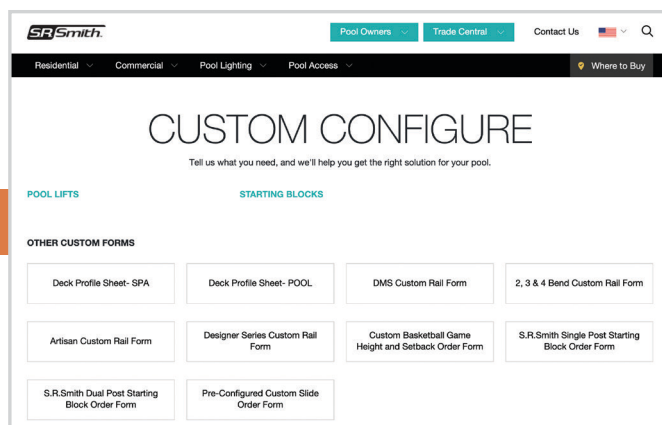 SRSmith.
Pool Owners
Trade Central
Contact Us
Residential
Commercial
Pool Lighting
Pool Access
Where to Buy
CUSTOM CONFIGURE
Tell us what you need, and we'll help you get the right solution for your pool.
POOL LIFTS
STARTING BLOCKS
OTHER CUSTOM FORMS
Deck Profile Sheet- SPA
Deck Profile Sheet- POOL
DMS Custom Rail Form
2, 3 & 4 Bend Custom Rail Form
Artisan Custom Rail Form
Designer Series Custom Rail
Form
Custom Basketball Game
Height and Setback Order Form
S.R.Smith Single Post Starting
Block Order Form
S.R.Smith Dual Post Starting
Block Order Form
Pre-Configured Custom Slide
Order Form